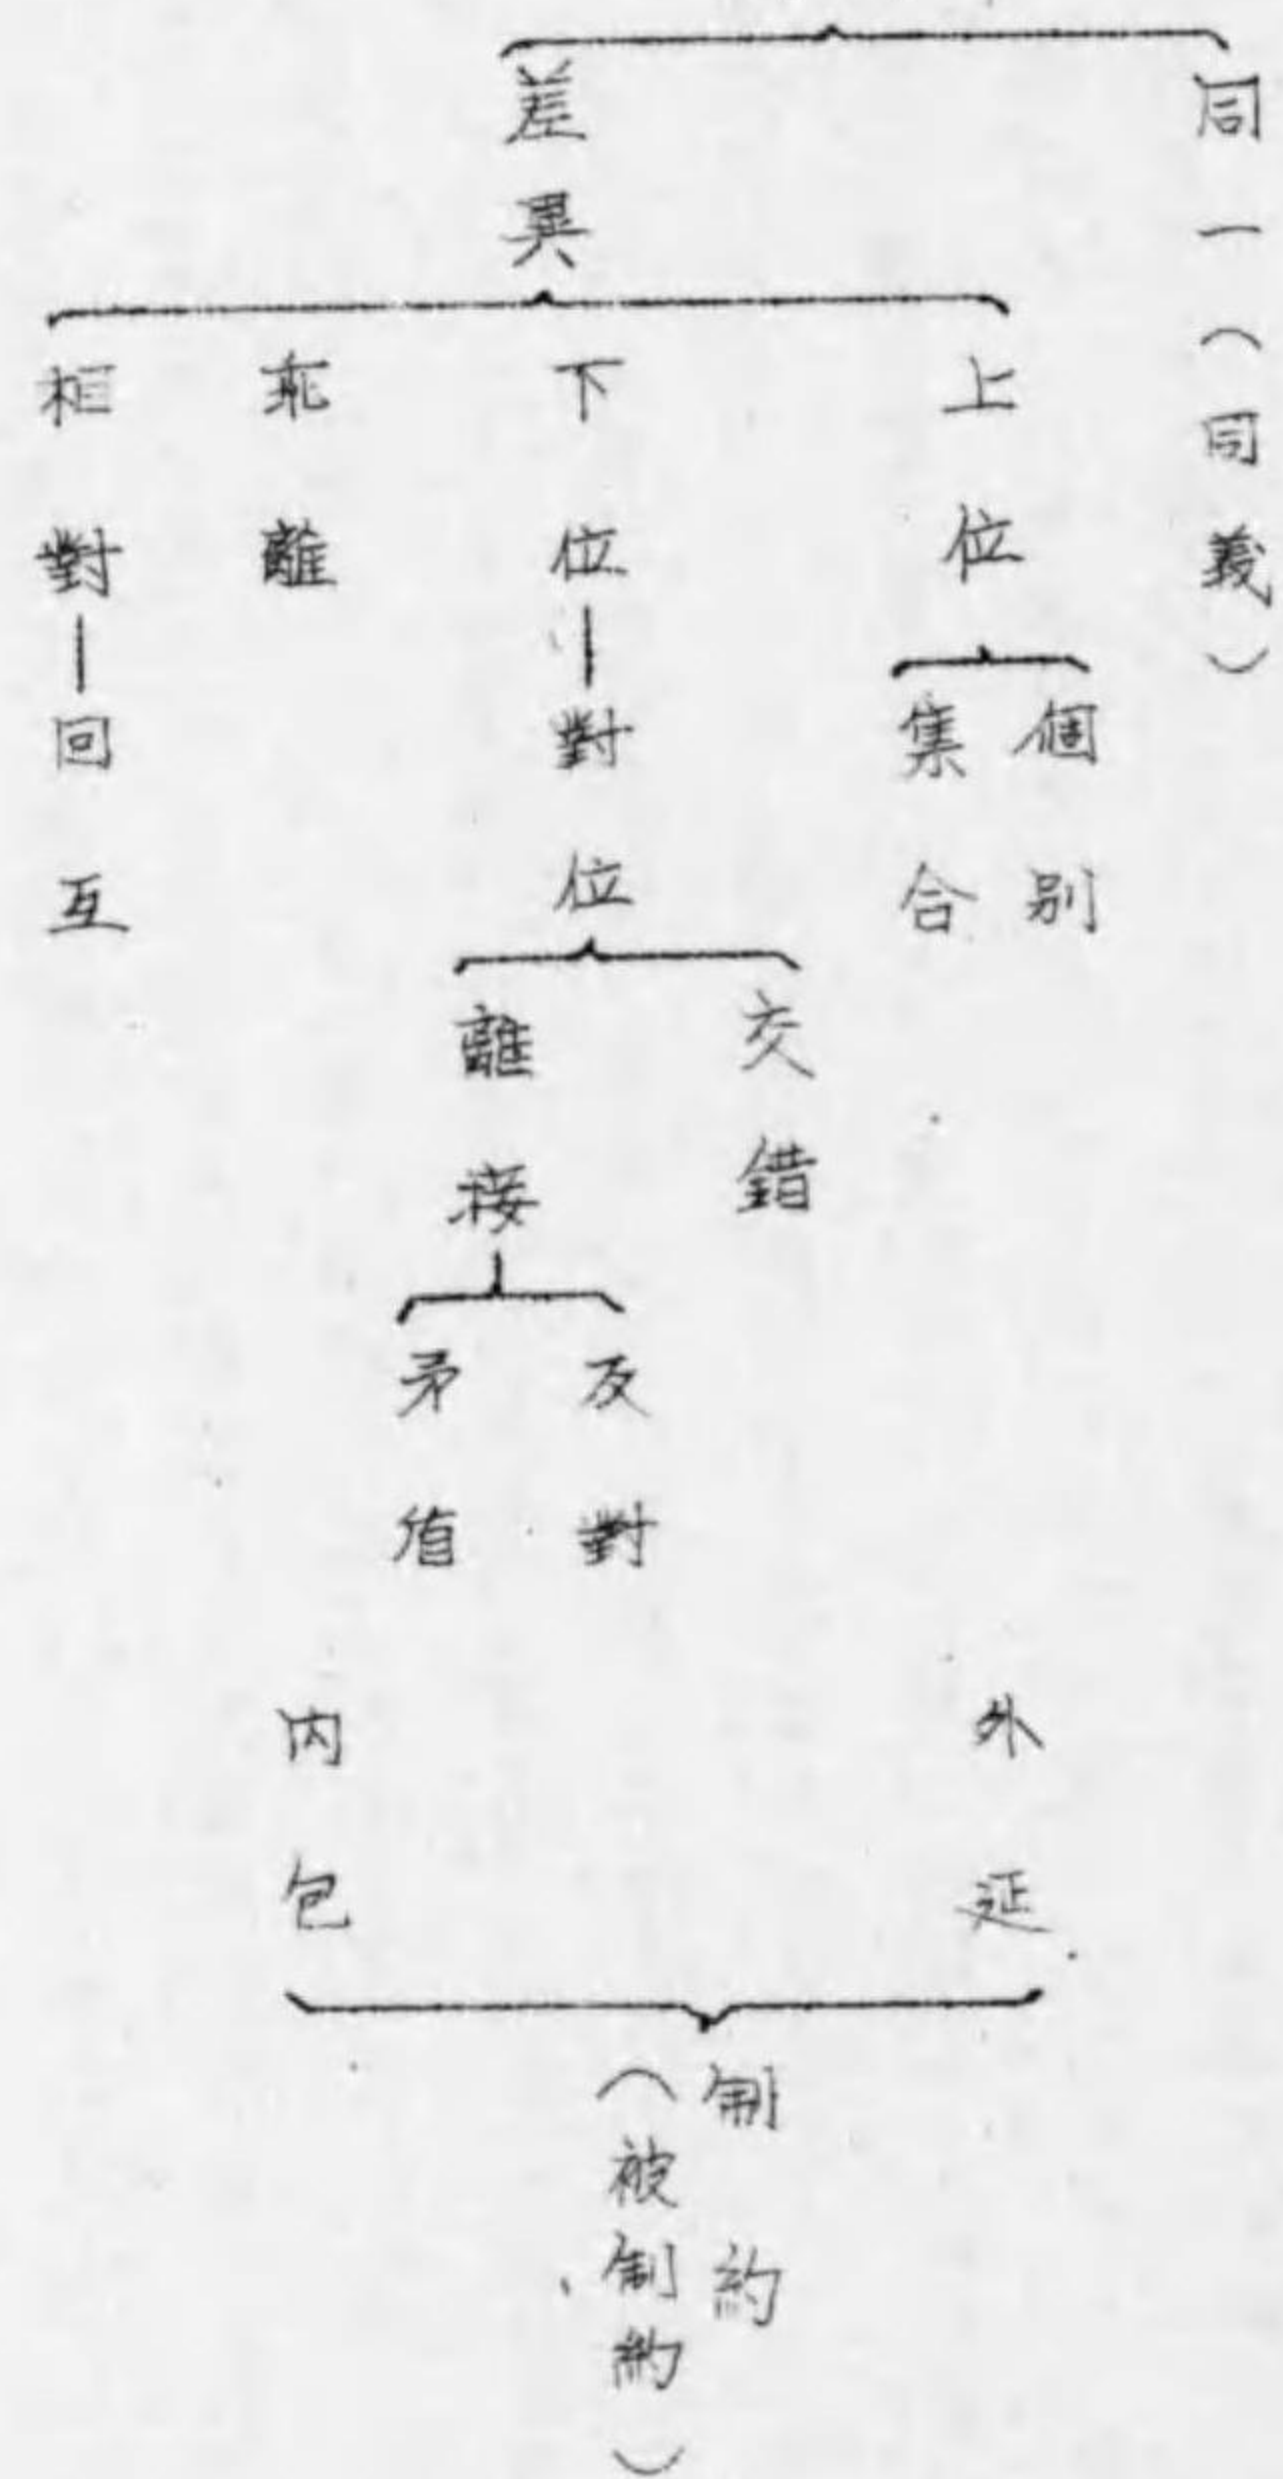 同一(同義)
差異
上位
個別
集合
下位—對位
交錯
離接
反對
矛盾
乖離
相對—回互
外延
內包
制約
(被制約)